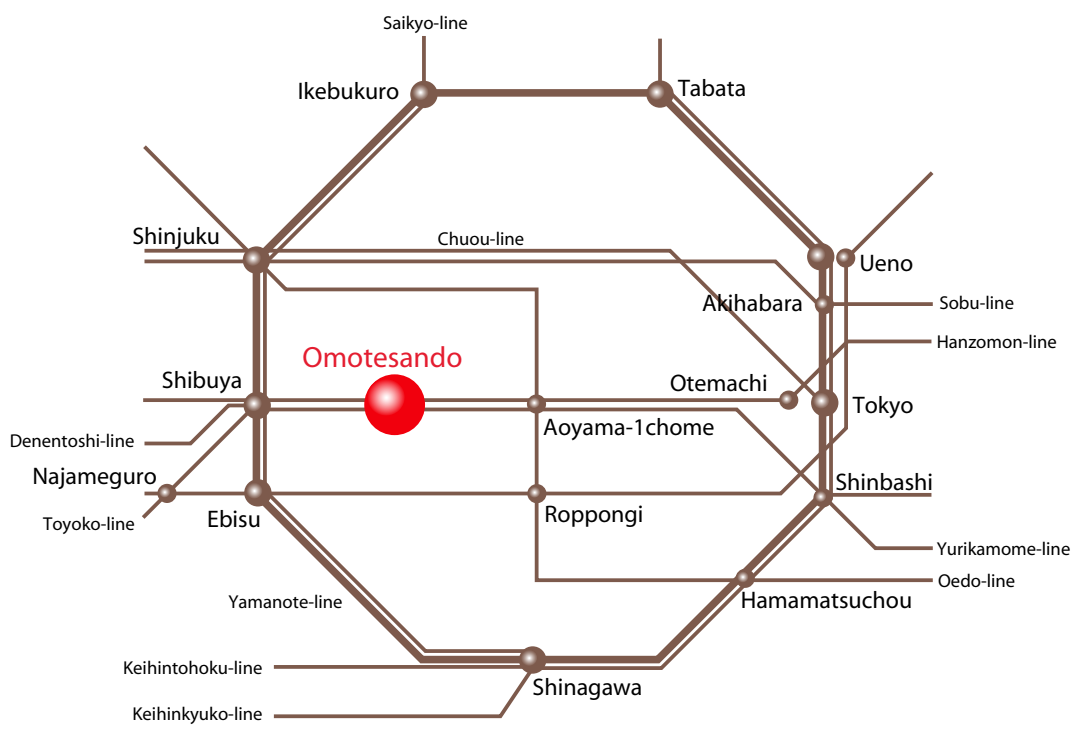 Saikyo-line
Ikebukuro
Tabata
Shinjuku
Chuou-line
Ueno
Akihabara
Sobu-line
Hanzomon-line
Omotesando
Shibuya
Otemachi
Tokyo
Aoyama-1chome
Denentoshi-line
Najameguro
Shinbashi
Ebisu
Roppongi
Toyoko-line
Yurikamome-line
Oedo-line
Yamanote-line
Hamamatsuchou
Keihintohoku-line
Shinagawa
Keihinkyuko-line